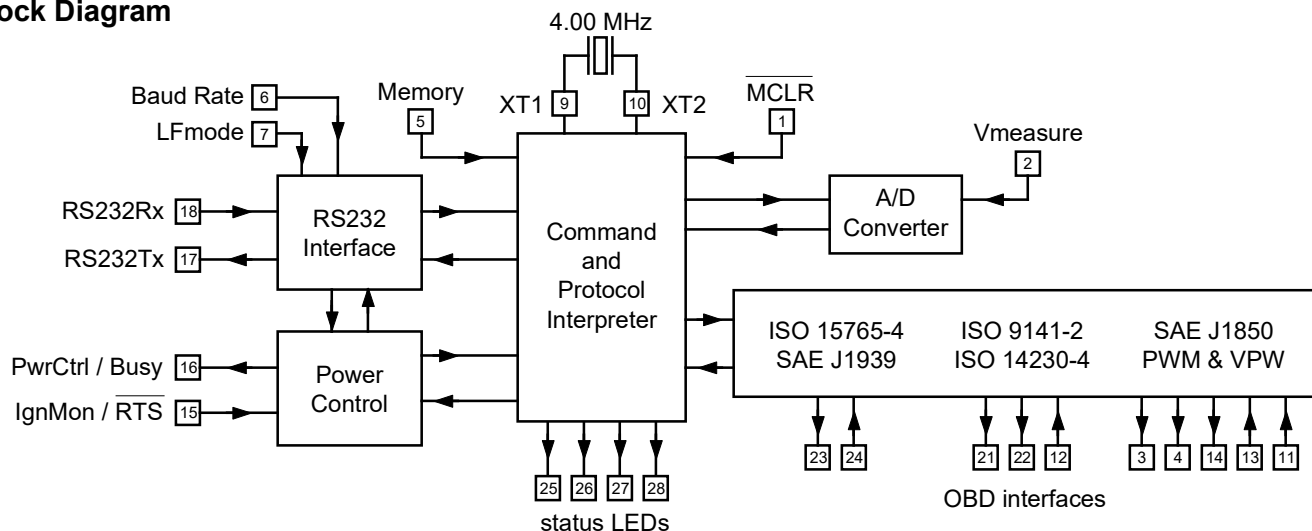 ock Diagram
4.00 MHz
Baud Rate 6
LFmode 7
Memory
5
XT1 9
10 XT2
MCLR
1
Vmeasure
2
RS232Rx 18
RS232Tx 17
RS232
Interface
Command
and
Protocol
Interpreter
A/D
Converter
PwrCtrl / Busy 16
IgnMon / RTS 15
Power
Control
ISO 15765-4
SAE J1939
ISO 9141-2
ISO 14230-4
SAE J1850
PWM & VPW
23 24
21 22 12
3 4 14 13 11
OBD interfaces
25 26 27 28
status LEDs